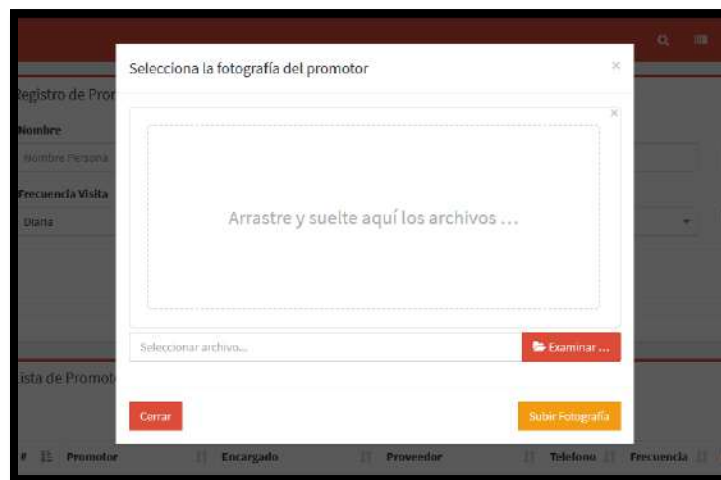 Selecciona la fotografía del promotor
×
Registro de Pro
Nombre
Nombre Persona
Frecuencia Visita
Diaria
×
Arrastre y suelte aquí los archivos ...
Seleccionar archivo...
Examinar ...
Lista de Promot
Cerrar
Subir Fotografía
# Promotor Encargado Proveedor Telefono Frecuencia